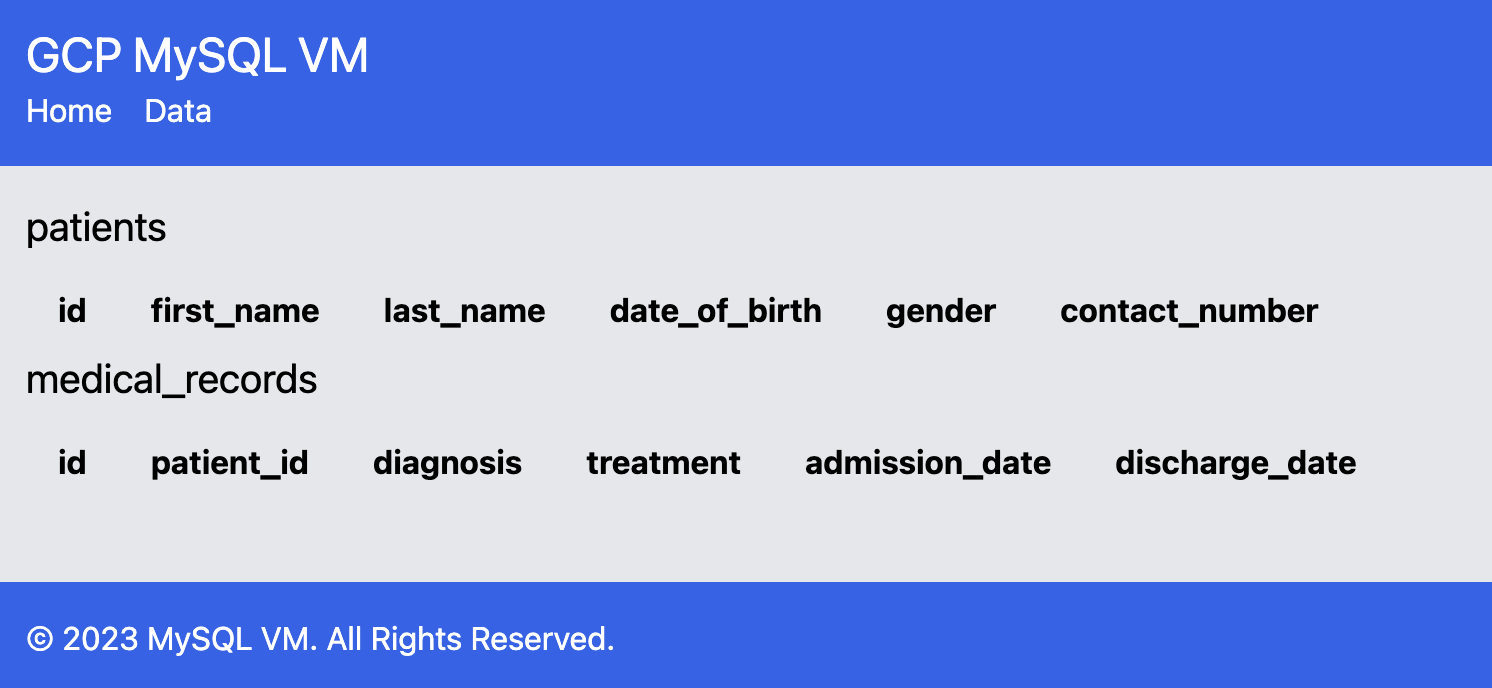 GCP MySQL VM
Home Data
patients
id first_name last_name date_of_birth gender contact_number
medical_records
id patient_id diagnosis treatment admission_date discharge_date
© 2023 MySQL VM. All Rights Reserved.